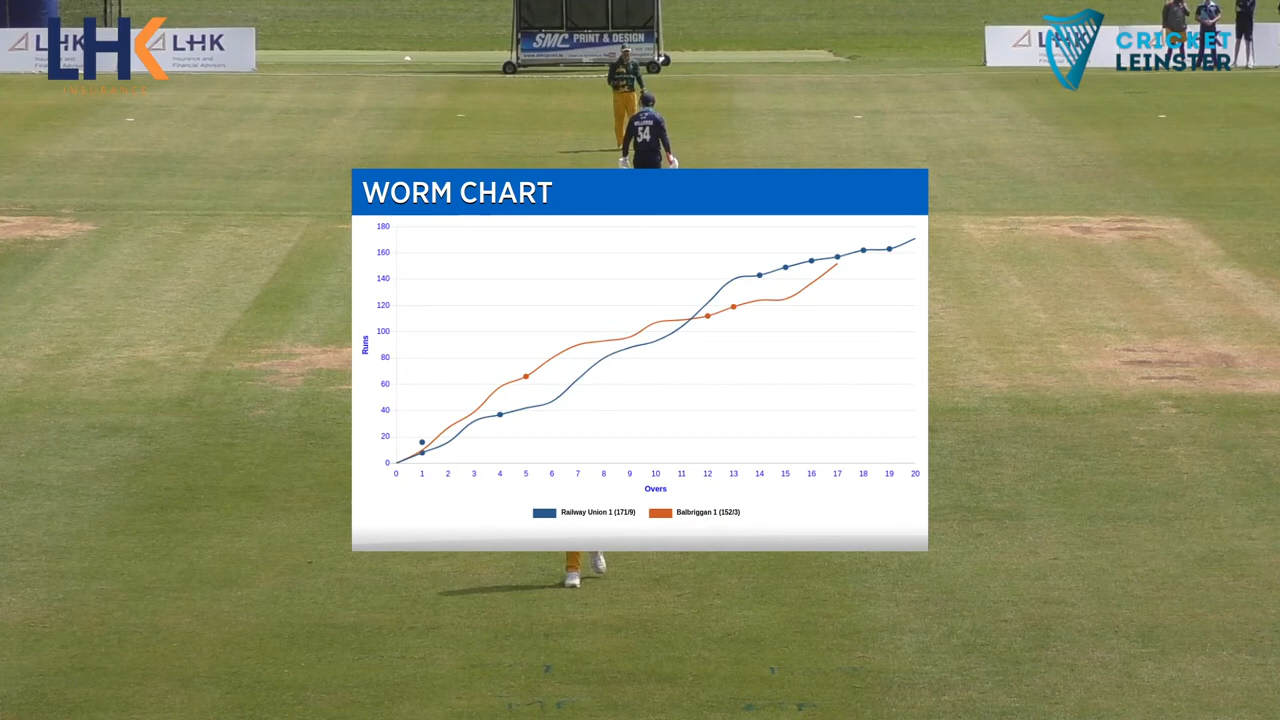 LHK
INSURANCE
LHK
Insurance and
Financial Advisors
SMC PRINT & DESIGN
LHK
CRICKET
LEINSTER
54
WORM CHART
180
160
140
120
100
80
60
40
20
0
Runs
0 1 2 3 4 5 6 7 8 9 10 11 12 13 14 15 16 17 18 19 20
Overs
Railway Union 1 (171/9) Balbriggan 1 (152/3)